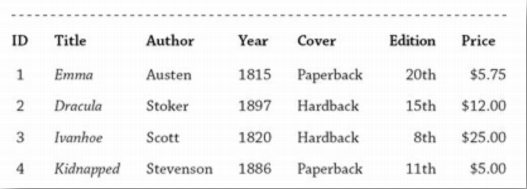 ID Title Author Year Cover Edition Price
1 Emma Austen 1815 Paperback 20th $5.75
2 Dracula Stoker 1897 Hardback 15th $12.00
3 Ivanhoe Scott 1820 Hardback 8th $25.00
4 Kidnapped Stevenson 1886 Paperback 11th $5.00